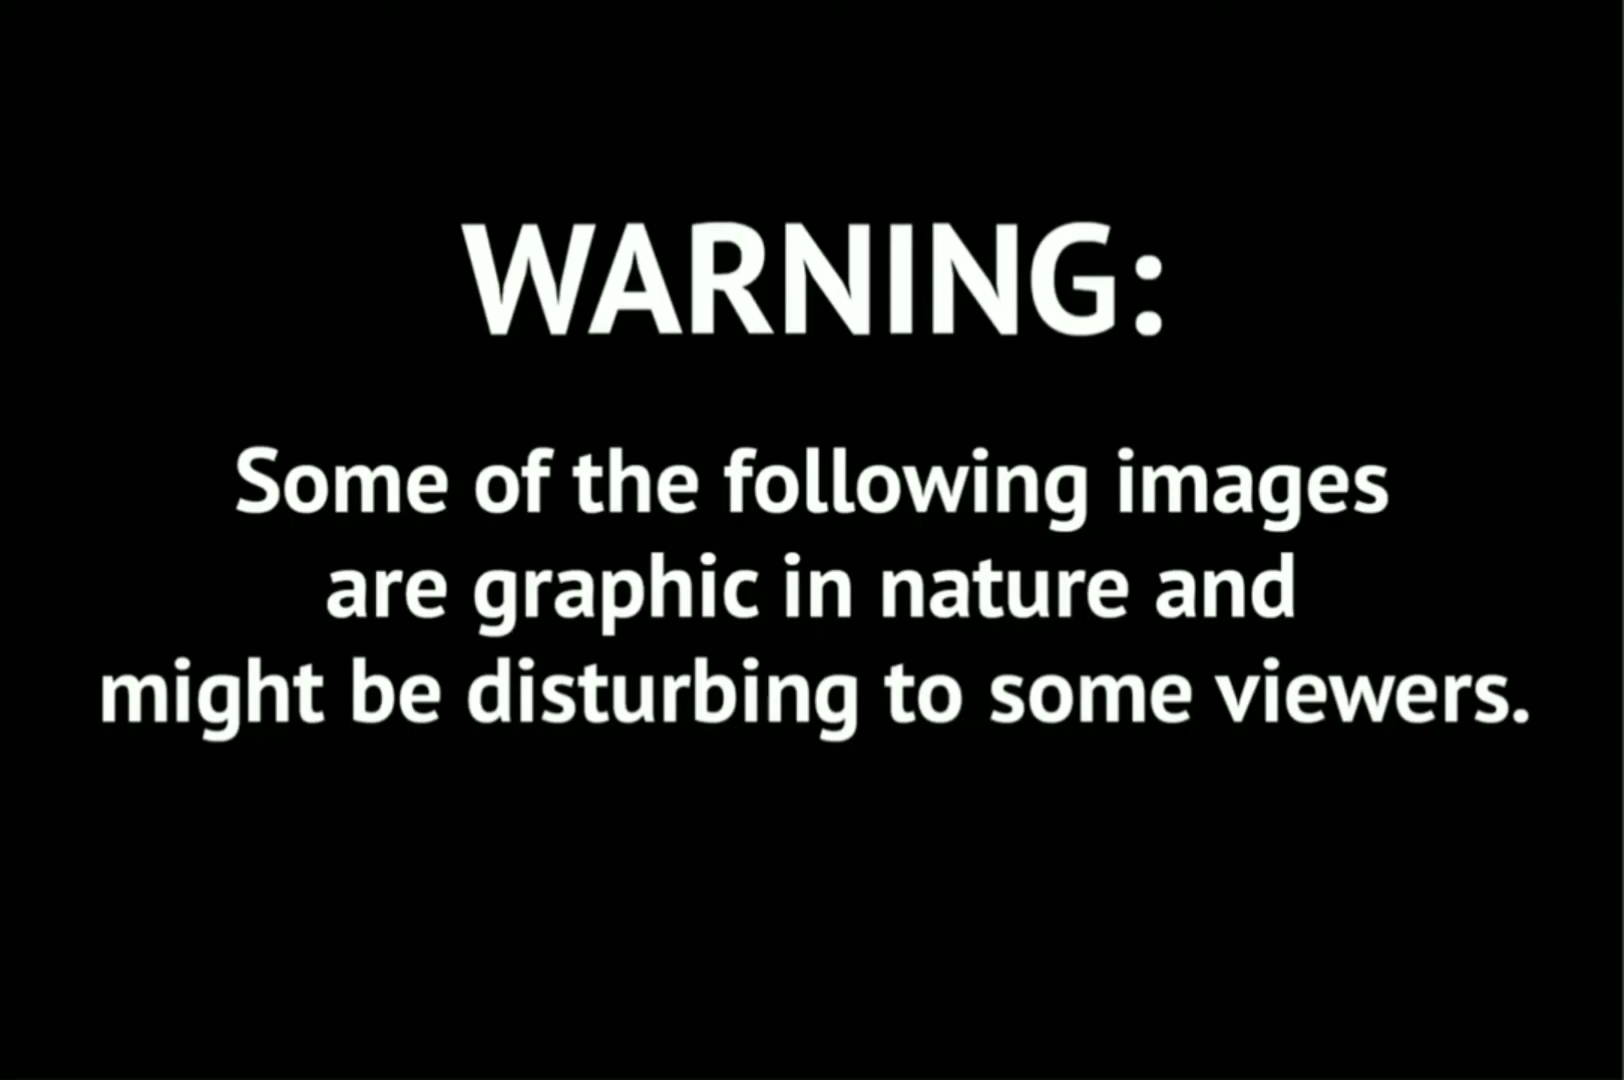 WARNING:
Some of the following images
are graphic in nature and
might be disturbing to some viewers.